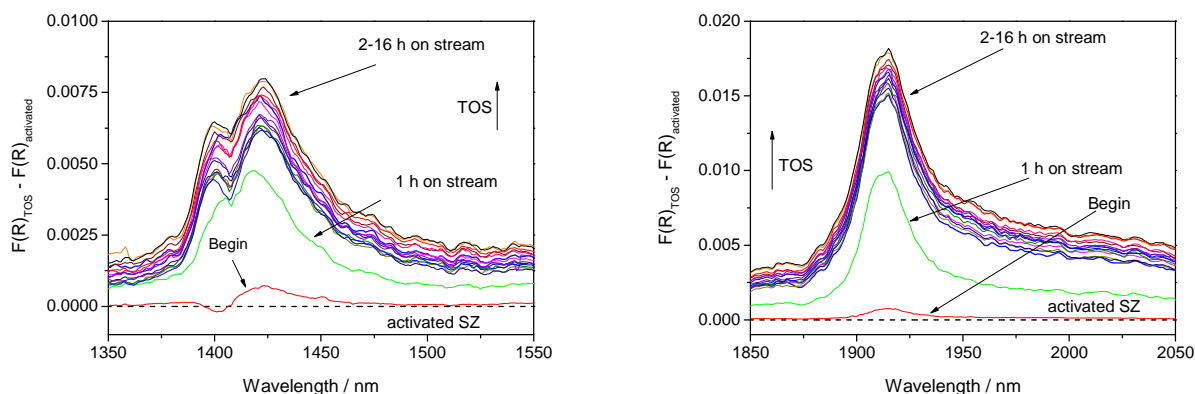 0.0100
0.0075
0.0050
0.0025
0.0000
F(R)TOS - F(R)activated
2-16 h on stream
TOS
1 h on stream
Begin
activated SZ
1350 1400 1450 1500 1550
Wavelength / nm
0.020
0.015
0.010
0.005
0.000
F(R)TOS - F(R)activated
2-16 h on stream
TOS
1 h on stream
Begin
activated SZ
1850 1900 1950 2000 2050
Wavelength / nm